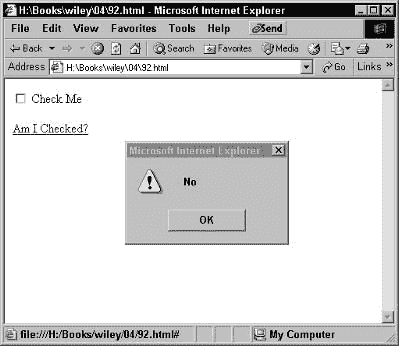 H:\Books\wiley\04\92.html - Microsoft Internet Explorer
File Edit View Favorites Tools Help Send
Back Search Favorites Media
Address H:\Books\wiley\04\92.html Go Links »
Check Me
Am I Checked?
Microsoft Internet Explorer
No
OK
file:///H:/Books/wiley/04/92.html# My Computer